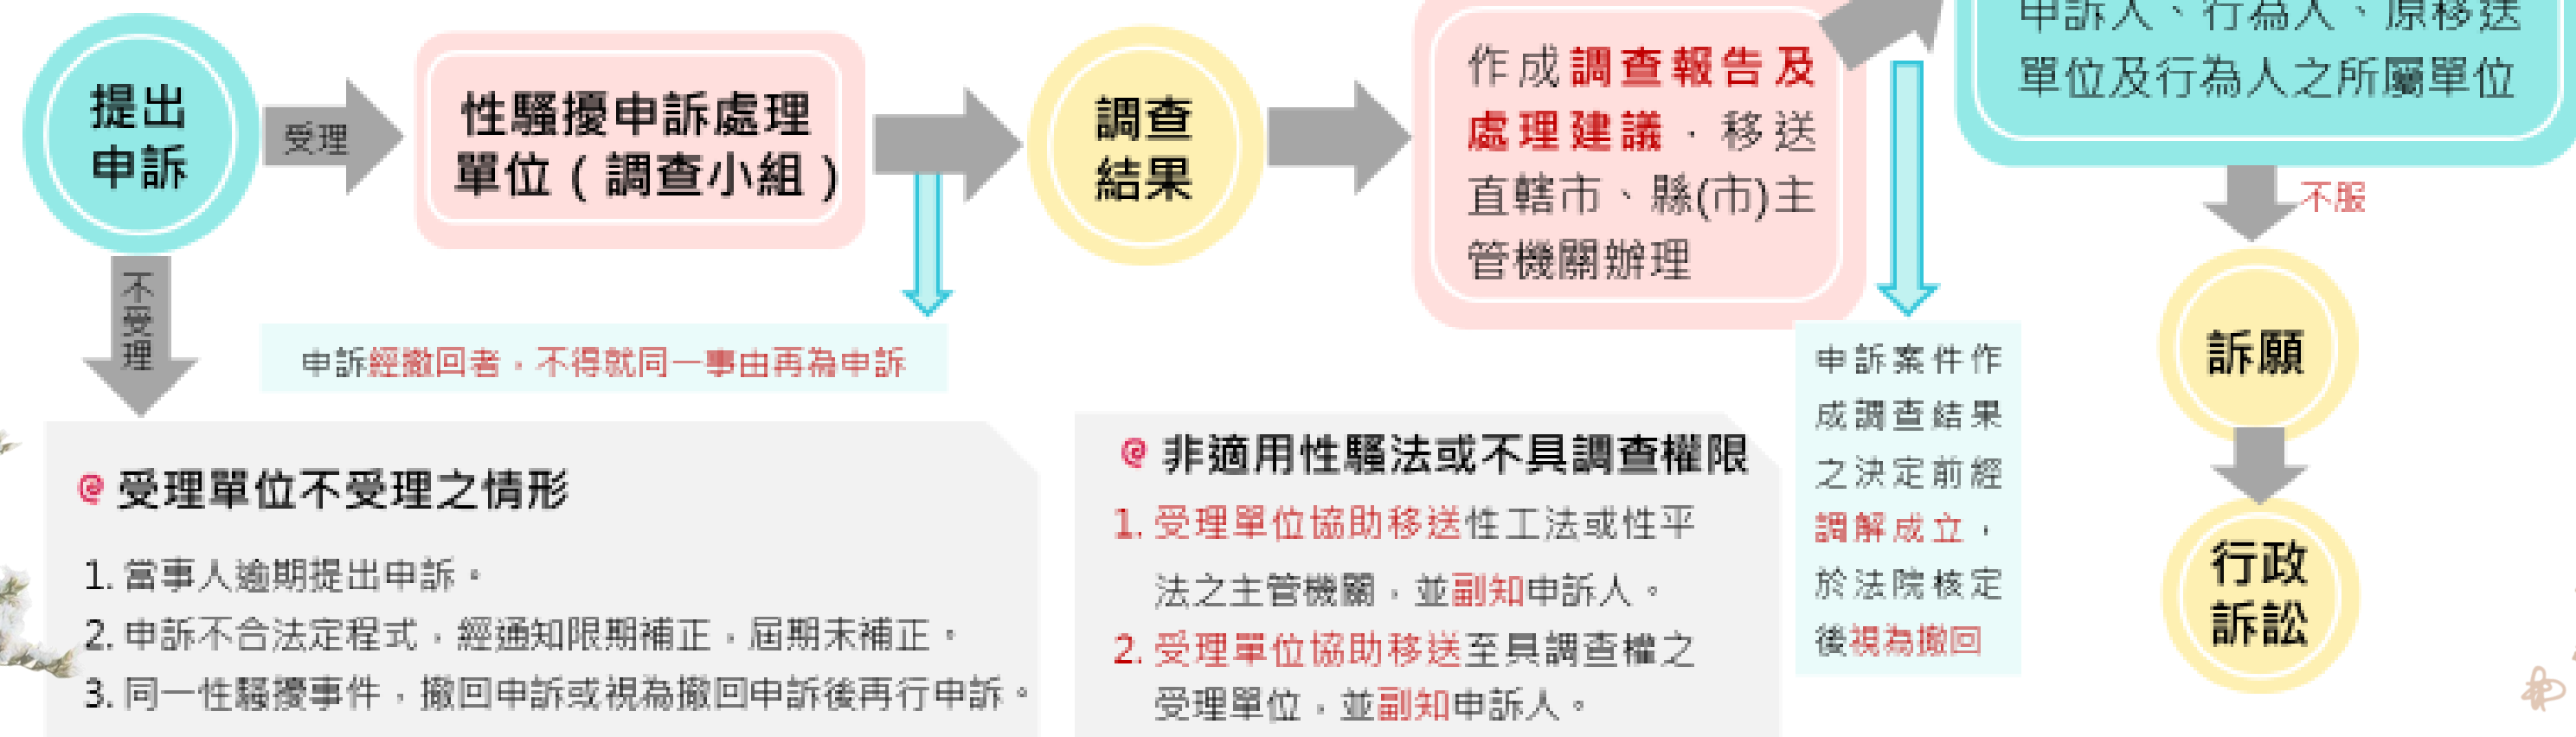 提出
申訴
受理
不受理
性騷擾申訴處理
單位(調查小組)
申訴經撤回者，不得就同一事由再為申訴
調查
結果
作成調查報告及
處理建議，移送
直轄市、縣(市)主
管機關辦理
申訴人、行為人、原移送
單位及行為人之所屬單位
不服
訴願
行政
訴訟
申訴案件作
成調查結果
之決定前經
調解成立，
於法院核定
後視為撤回
@ 受理單位不受理之情形
1. 當事人逾期提出申訴。
2. 申訴不合法定程式，經通知限期補正，屆期未補正。
3. 同一性騷擾事件，撤回申訴或視為撤回申訴後再行申訴。
@ 非適用性騷法或不具調查權限
1. 受理單位協助移送性工法或性平
法之主管機關，並副知申訴人。
2. 受理單位協助移送至具調查權之
受理單位，並副知申訴人。